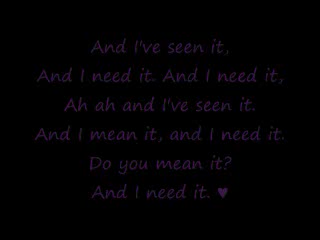 And I've seen it,
And I need it. And I need it,
Ah ah and I've seen it.
And I mean it, and I need it.
Do you mean it?
And I need it. ♥